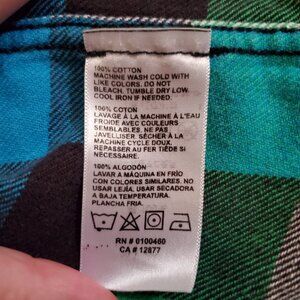 100% COTTON
MACHINE WASH COLD WITH
LIKE COLORS. DO NOT
BLEACH. TUMBLE DRY LOW.
COOL IRON IF NEEDED.
100% COTON
LAVAGE À LA MACHINE À L'EAU
FROIDE AVEC COULEURS
SEMBLABLES. NE PAS
JAVELLISER. SÉCHER À LA
MACHINE CYCLE DOUX.
REPASSER AU FER TIÈDE SI
NÉCESSAIRE.
100% ALGODÓN
LAVAR A MÁQUINA EN FRÍO
CON COLORES SIMILARES. NO
USAR LEJÍA. USAR SECADORA
A BAJA TEMPERATURA.
PLANCHA FRIA.
RN # 0100460
CA # 12877